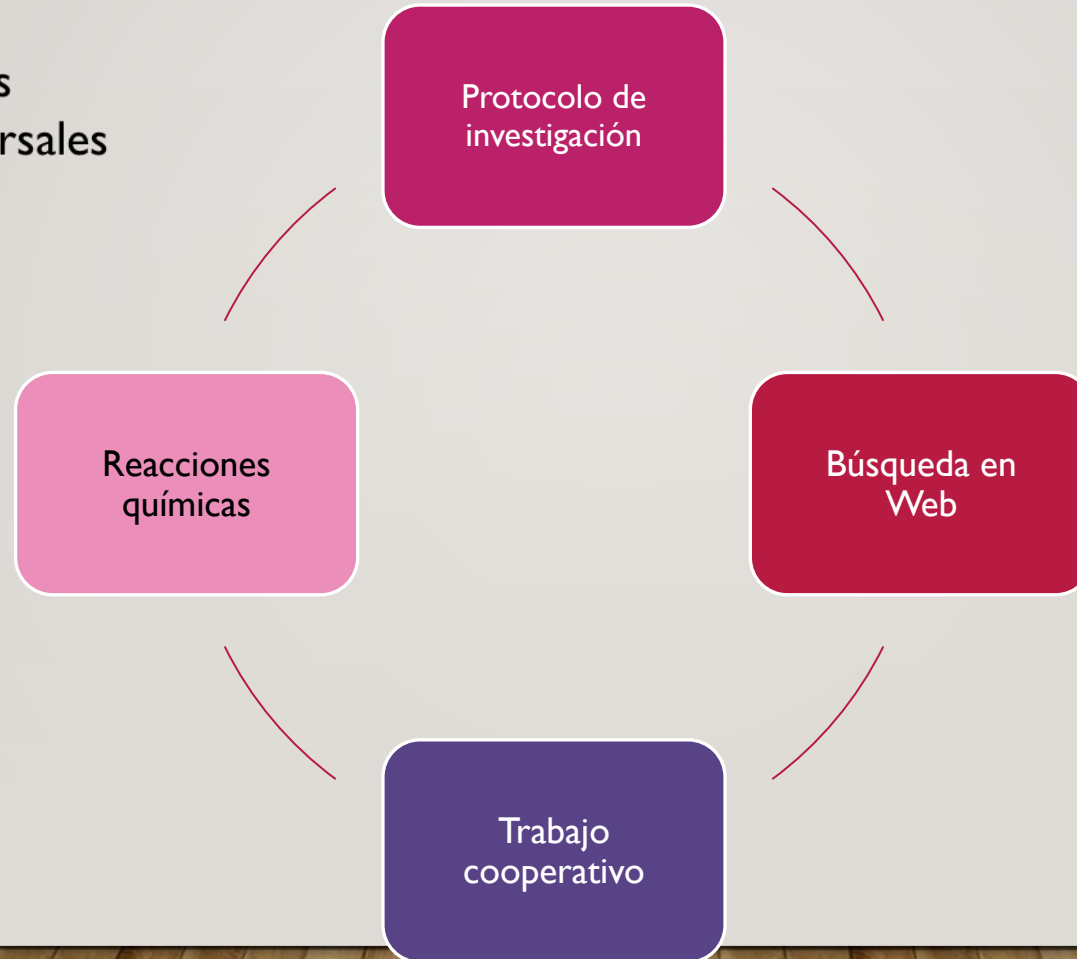 rsales
Protocolo de
investigación
Reacciones
químicas
Búsqueda en
Web
Trabajo
cooperativo